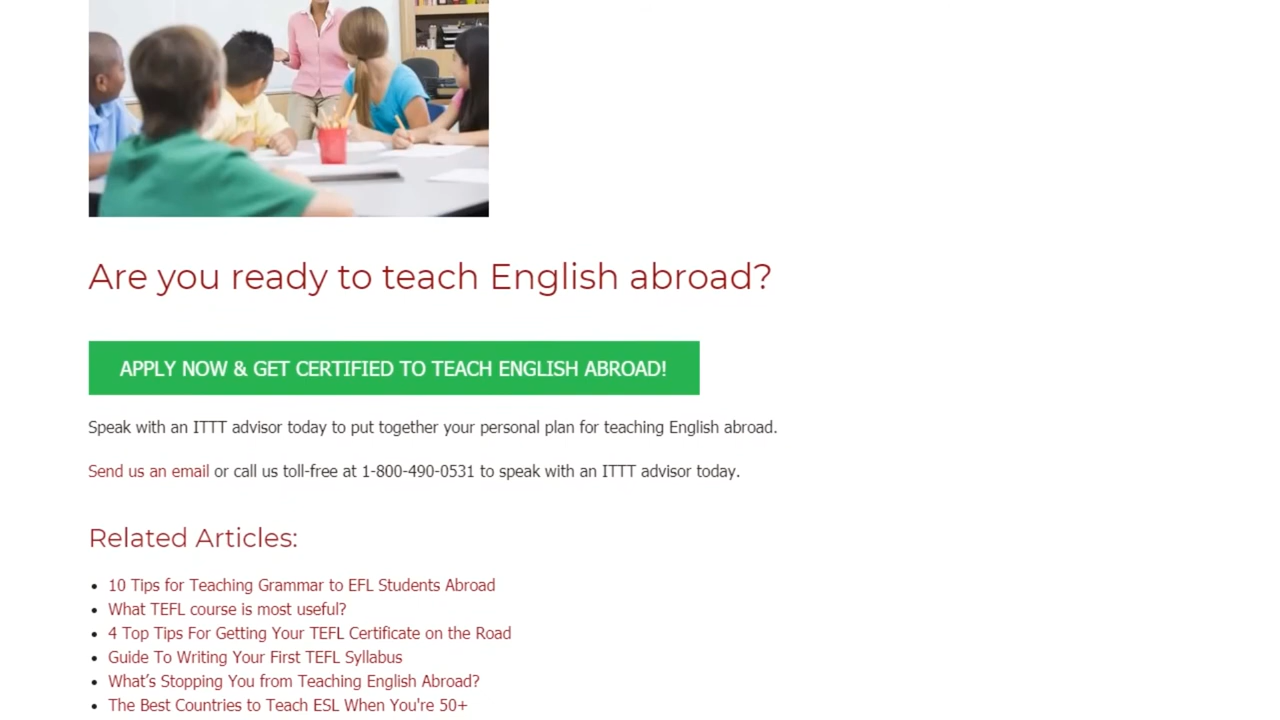 Are you ready to teach English abroad?
APPLY NOW & GET CERTIFIED TO TEACH ENGLISH ABROAD!
Speak with an ITTT advisor today to put together your personal plan for teaching English abroad.
Send us an email or call us toll-free at 1-800-490-0531 to speak with an ITTT advisor today.
Related Articles:
• 10 Tips for Teaching Grammar to EFL Students Abroad
• What TEFL course is most useful?
• 4 Top Tips For Getting Your TEFL Certificate on the Road
• Guide To Writing Your First TEFL Syllabus
• What’s Stopping You from Teaching English Abroad?
• The Best Countries to Teach ESL When You're 50+